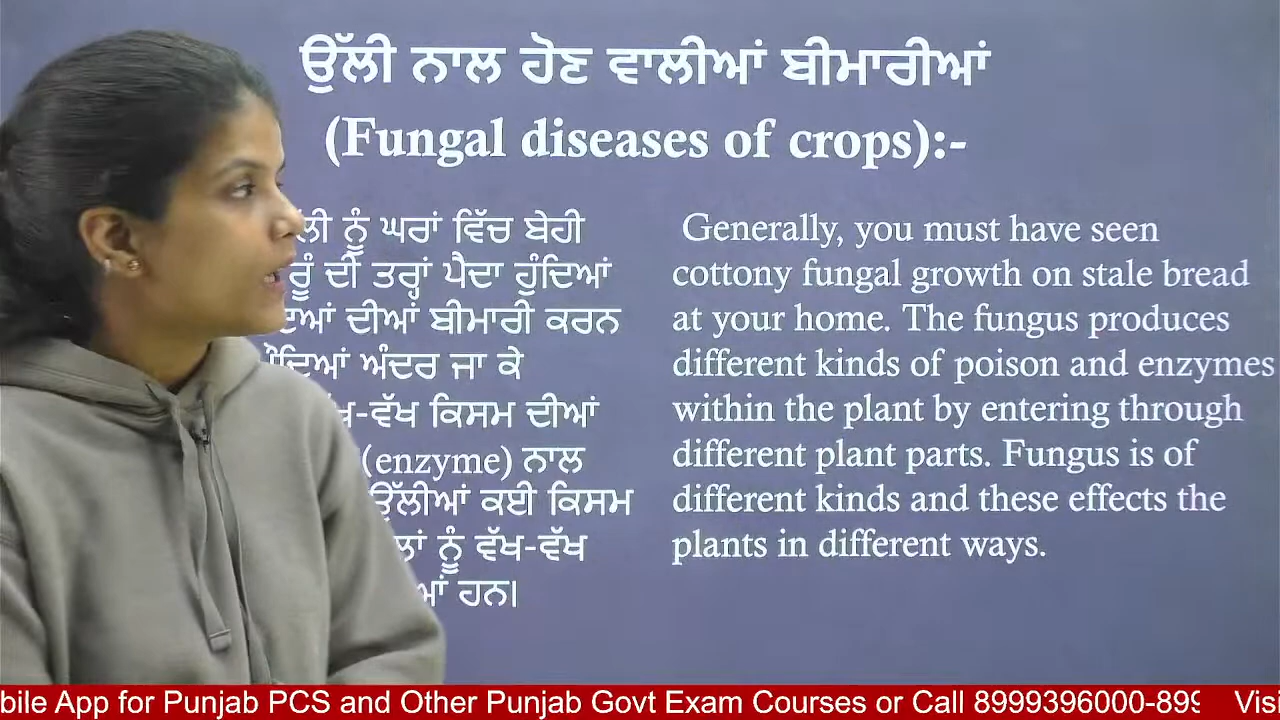 ਉੱਲੀ ਨਾਲ ਹੋਣ ਵਾਲੀਆਂ ਬੀਮਾਰੀਆਂ
(Fungal diseases of crops):-
ਨੂੰ ਘਰਾਂ ਵਿੱਚ ਬੇਹੀ
ਰੂੰ ਦੀ ਤਰ੍ਹਾਂ ਪੈਦਾ ਹੁੰਦਿਆਂ
ਦੀਆਂ ਬੀਮਾਰੀ ਕਰਨ
ਅੰਦਰ ਜਾ ਕੇ
ਕਿਸਮ ਦੀਆਂ
(enzyme) ਨਾਲ
ਉੱਲੀਆਂ ਕਈ ਕਿਸਮ
ਨੂੰ ਵੱਖ-ਵੱਖ
ਹਨ।
Generally, you must have seen
cottony fungal growth on stale bread
at your home. The fungus produces
different kinds of poison and enzymes
within the plant by entering through
different plant parts. Fungus is of
different kinds and these effects the
plants in different ways.
App for Punjab PCS and Other Punjab Govt Exam Courses or Call 8999396000-